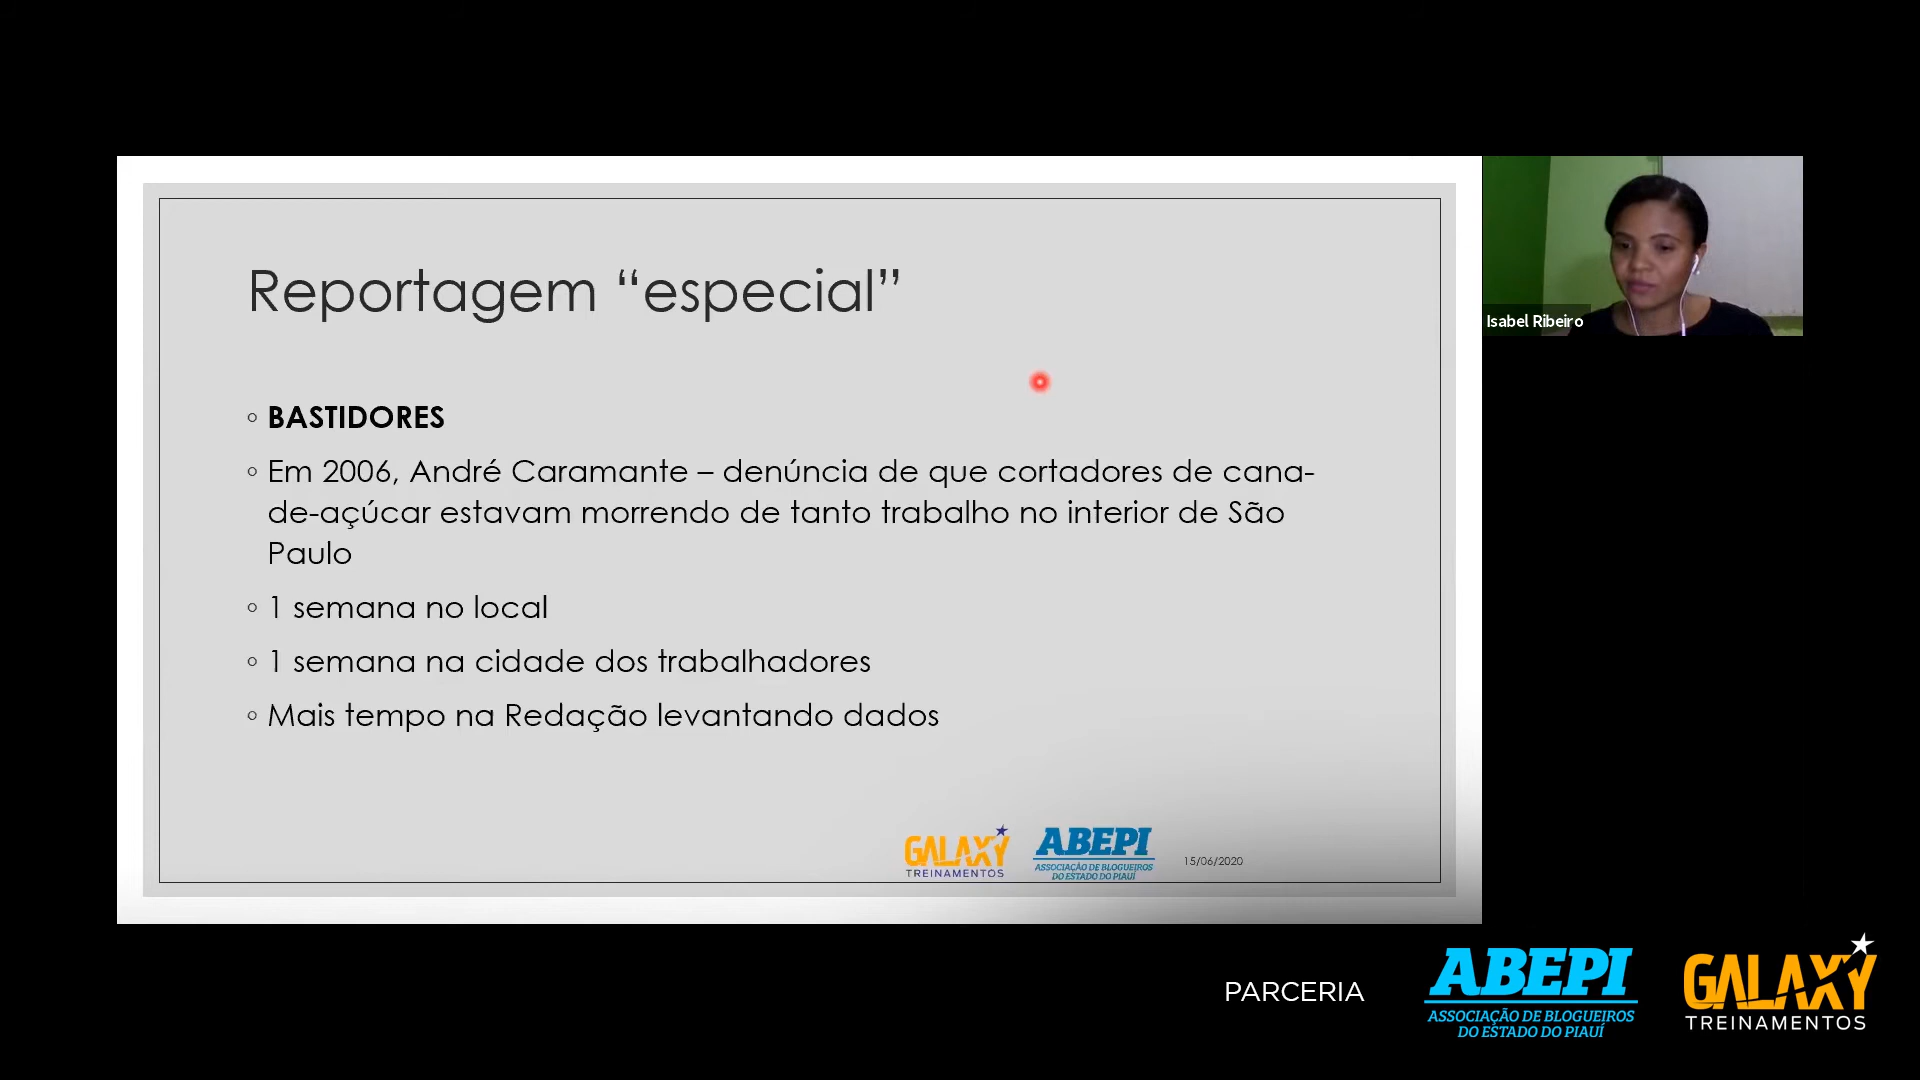 Reportagem “especial”
Isabel Ribeiro
◦ BASTIDORES
◦ Em 2006, André Caramante – denúncia de que cortadores de cana-
de-açúcar estavam morrendo de tanto trabalho no interior de São
Paulo
◦ 1 semana no local
◦ 1 semana na cidade dos trabalhadores
◦ Mais tempo na Redação levantando dados
GALAXY
TREINAMENTOS
ABEPI
ASSOCIAÇÃO DE BLOGUEIROS
DO ESTADO DO PIAUÍ
15/06/2020
PARCERIA
ABEPI
ASSOCIAÇÃO DE BLOGUEIROS
DO ESTADO DO PIAUÍ
GALAXY
TREINAMENTOS